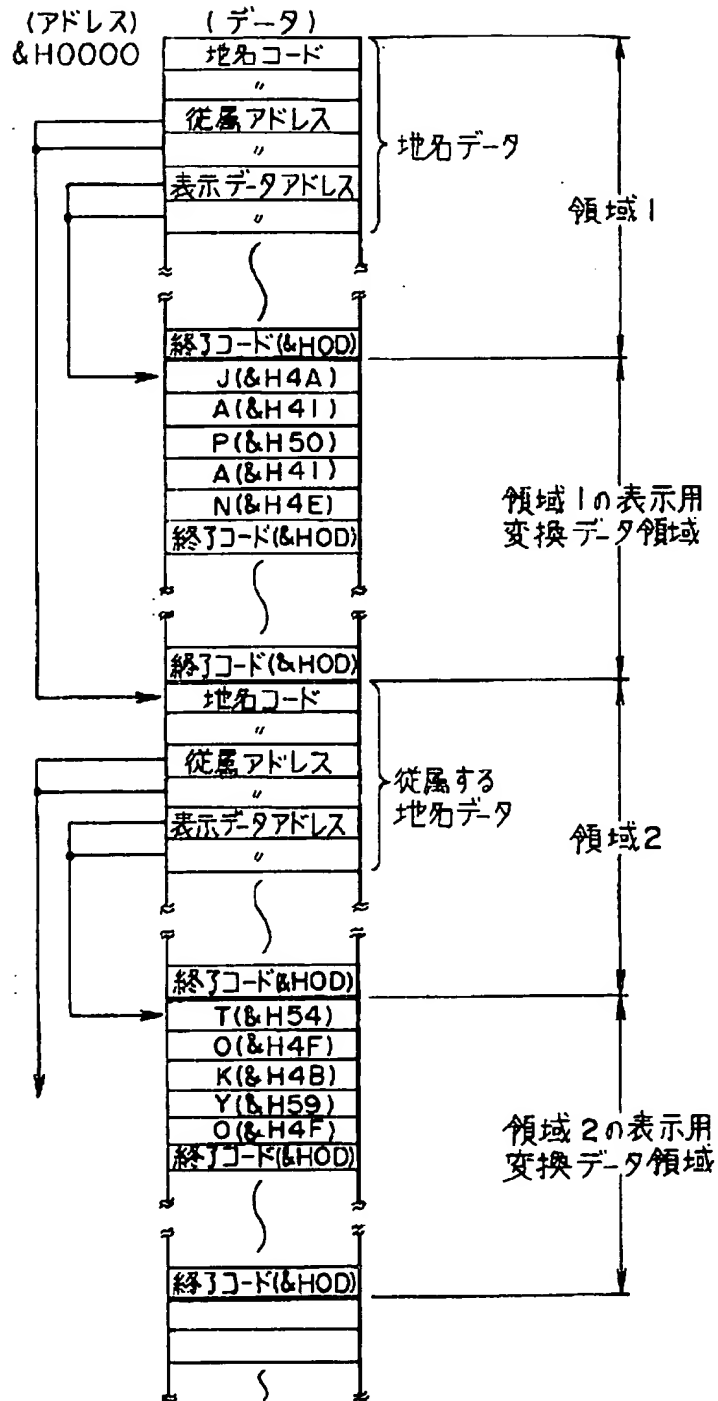 (アドレス)
(データ)
&H0000
地名コード
〃
従属アドレス
〃
表示データアドレス
〃
地名データ
領域1
終了コード(&H0D)
J(&H4A)
A(&H41)
P(&H50)
A(&H41)
N(&H4E)
終了コード(&H0D)
領域1の表示用
変換データ領域
終了コード(&H0D)
地名コード
〃
従属アドレス
〃
表示データアドレス
〃
従属する
地名データ
領域2
終了コード(&H0D)
T(&H54)
O(&H4F)
K(&H4B)
Y(&H59)
O(&H4F)
終了コード(&H0D)
領域2の表示用
変換データ領域
終了コード(&H0D)